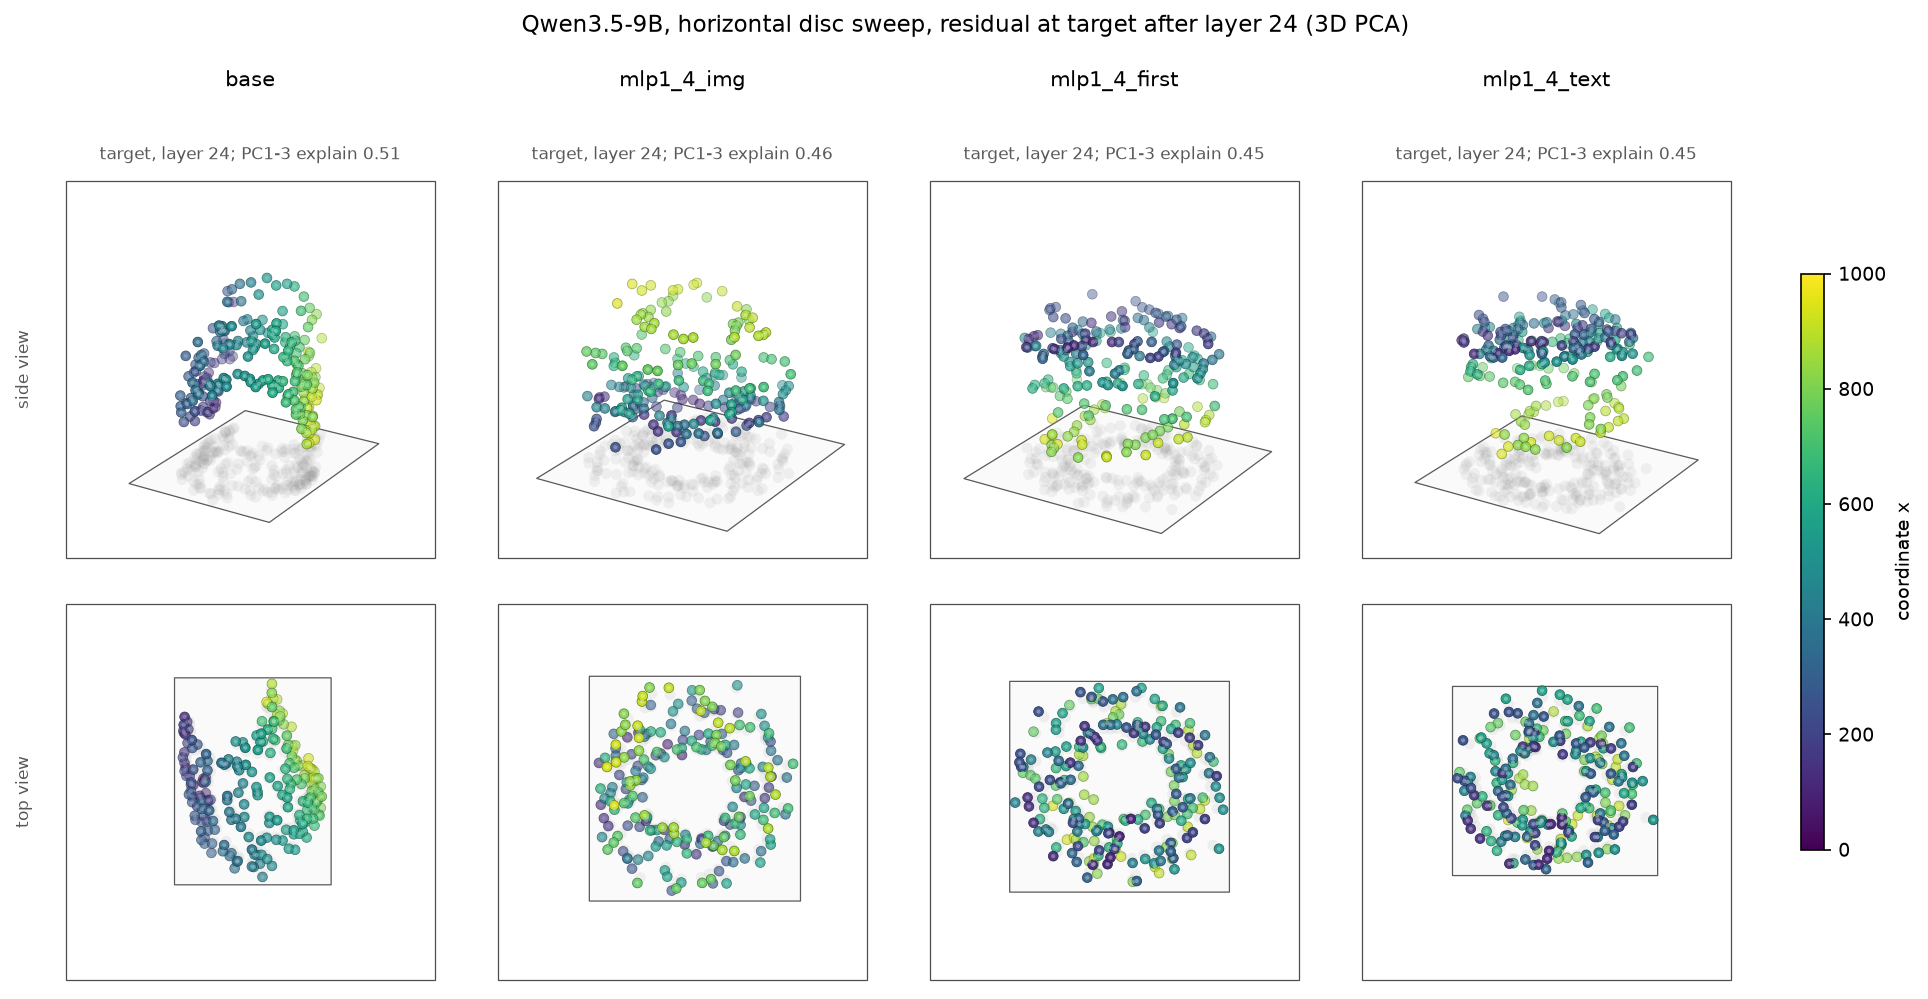 Qwen3.5-9B, horizontal disc sweep, residual at target after layer 24 (3D PCA)
base
mlp1_4_img
mlp1_4_first
mlp1_4_text
target, layer 24; PC1-3 explain 0.51
target, layer 24; PC1-3 explain 0.46
target, layer 24; PC1-3 explain 0.45
target, layer 24; PC1-3 explain 0.45
side view
top view
1000
800
600
400
200
0
coordinate x